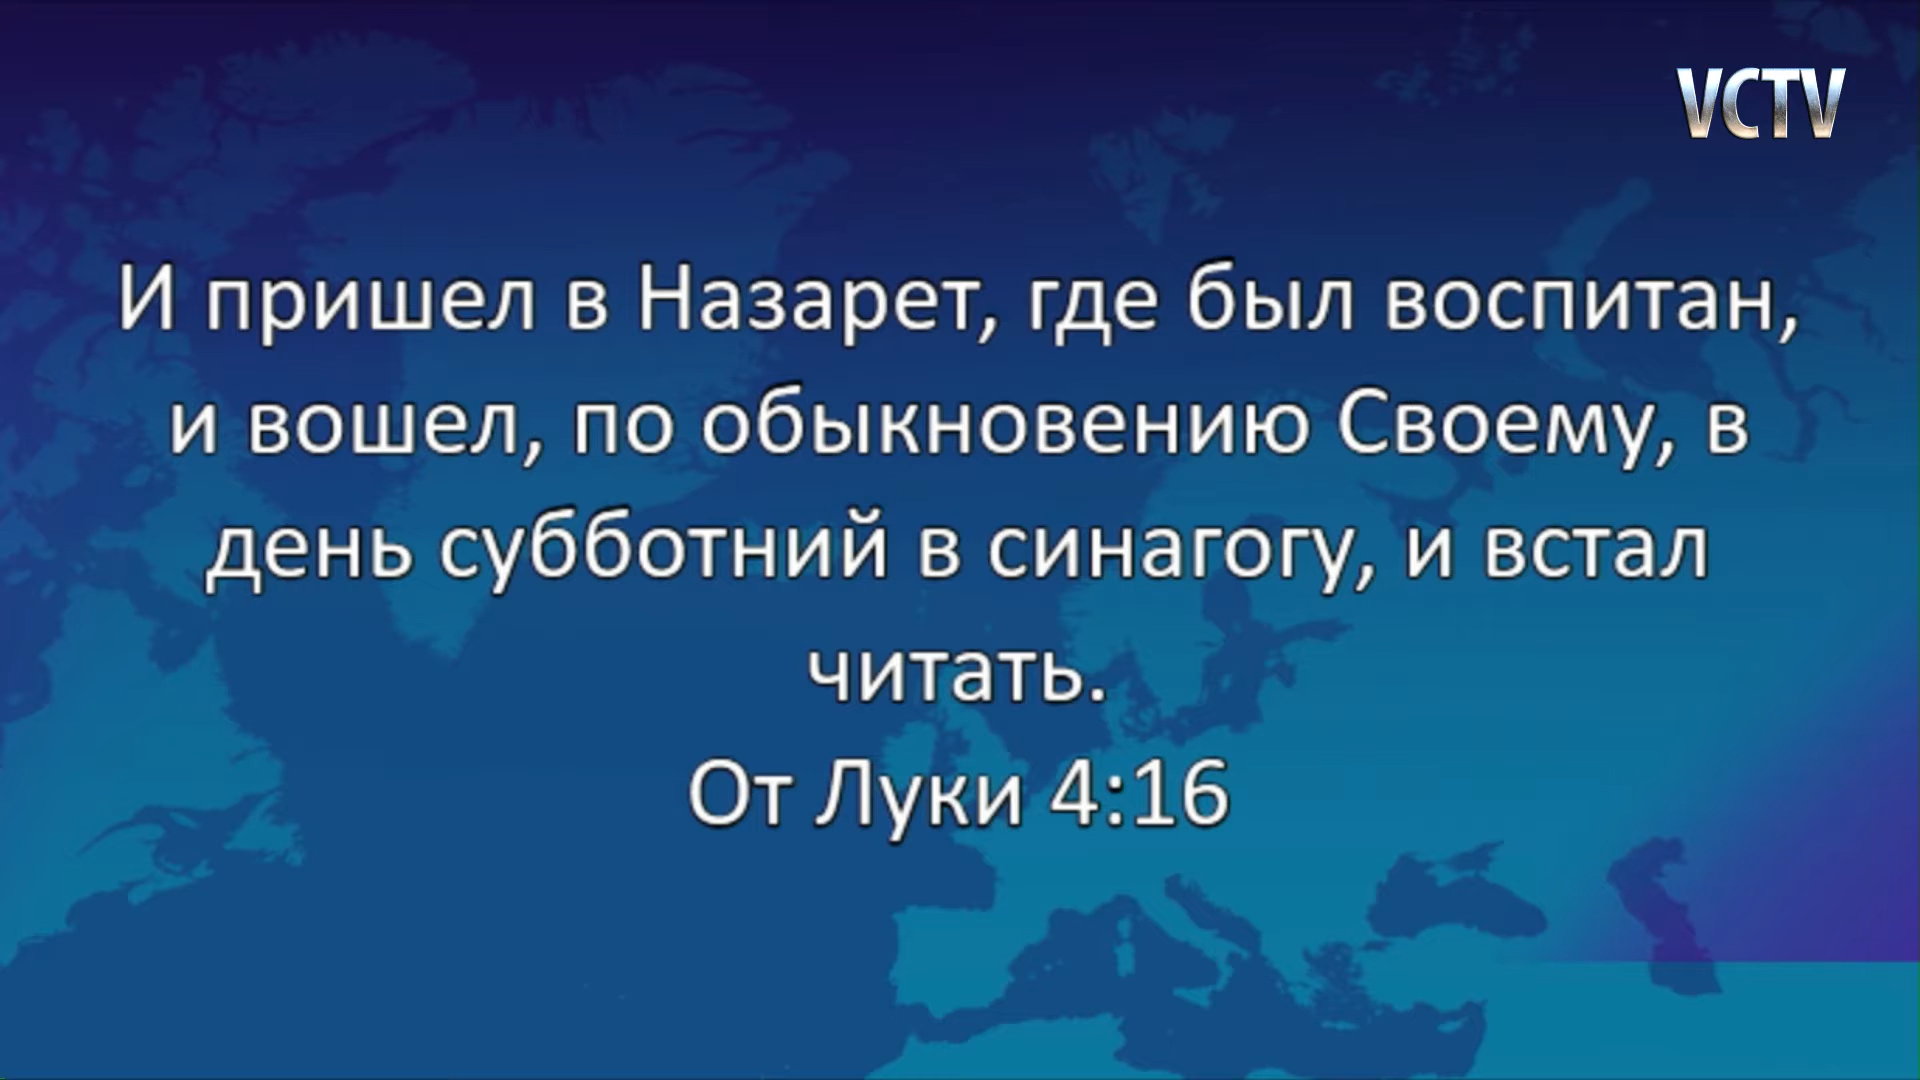 VCTV
И пришел в Назарет, где был воспитан,
и вошел, по обыкновению Своему, в
день субботний в синагогу, и встал
читать.
От Луки 4:16